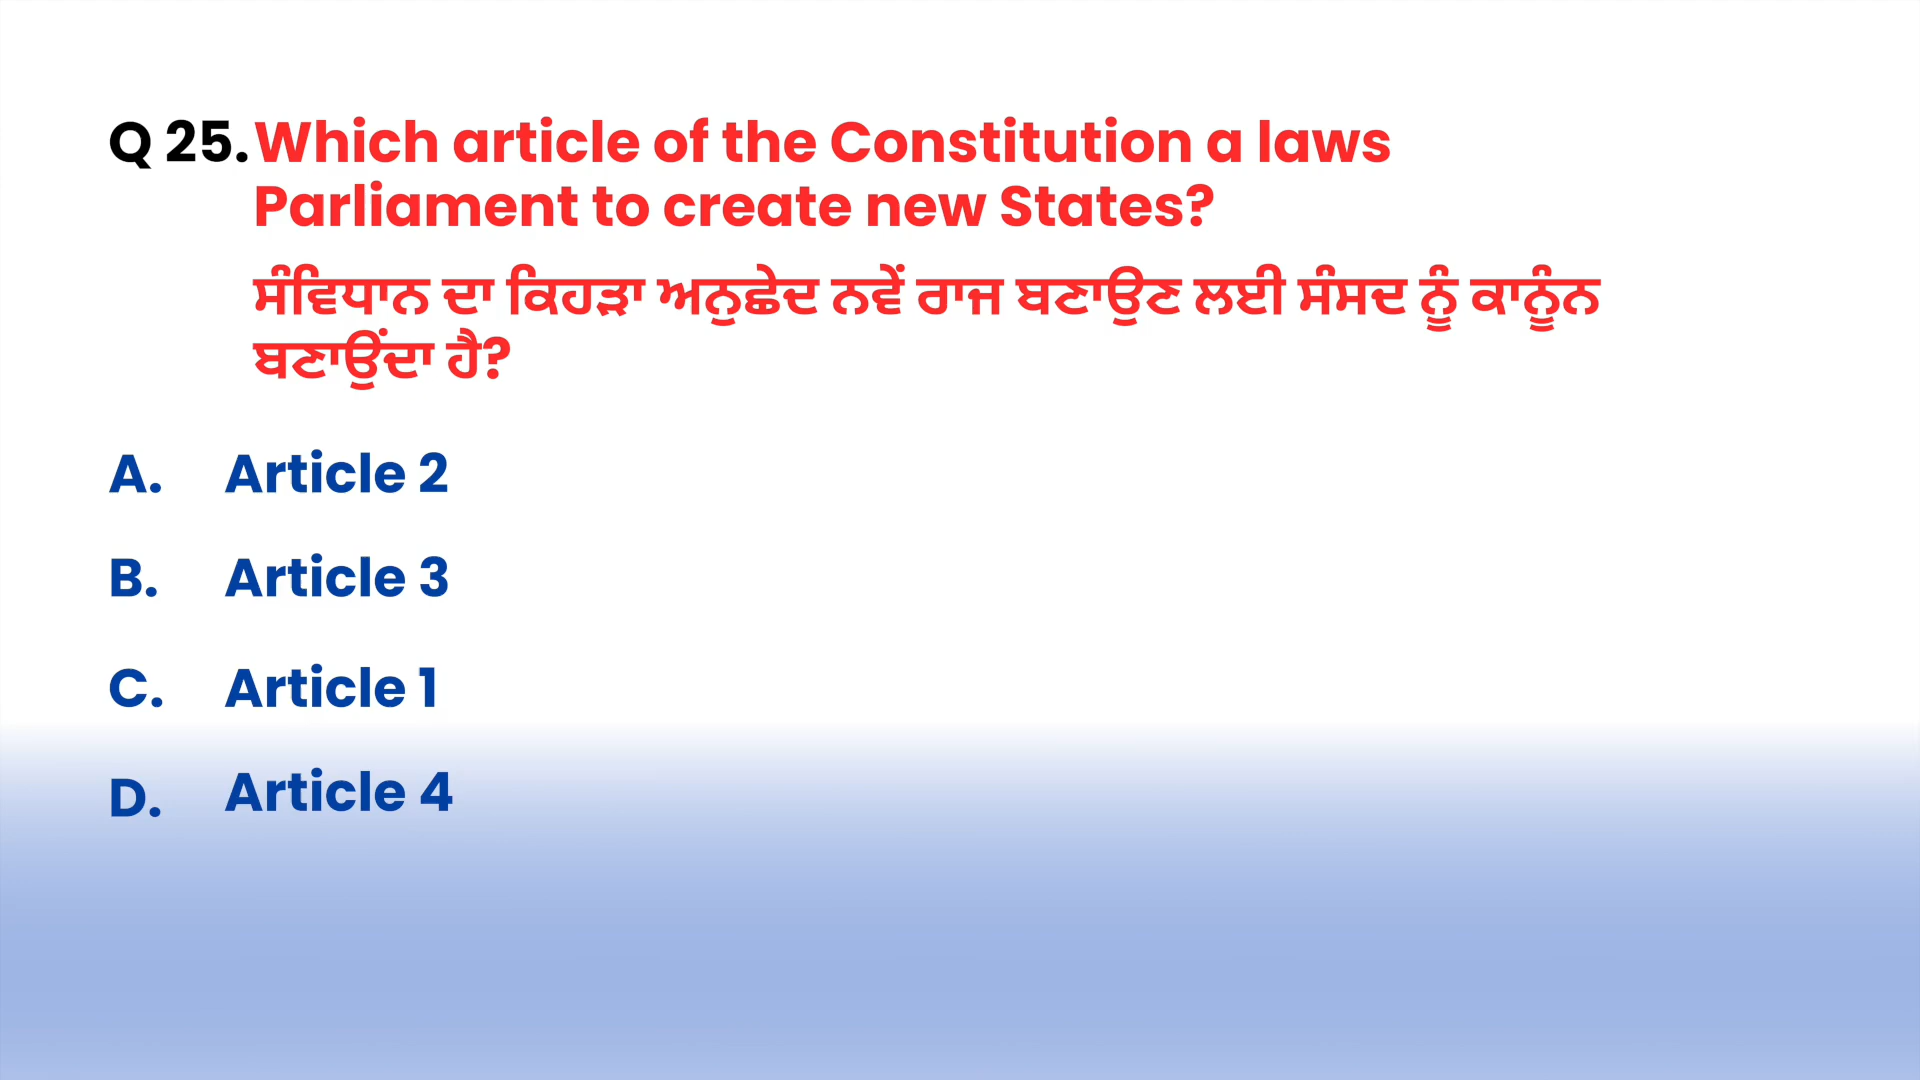 Q 25. Which article of the Constitution a laws
Parliament to create new States?
ਸੰਵਿਧਾਨ ਦਾ ਕਿਹੜਾ ਅਨੁਛੇਦ ਨਵੇਂ ਰਾਜ ਬਣਾਉਣ ਲਈ ਸੰਸਦ ਨੂੰ ਕਾਨੂੰਨ
ਬਣਾਉਂਦਾ ਹੈ?
A. Article 2
B. Article 3
C. Article 1
D. Article 4